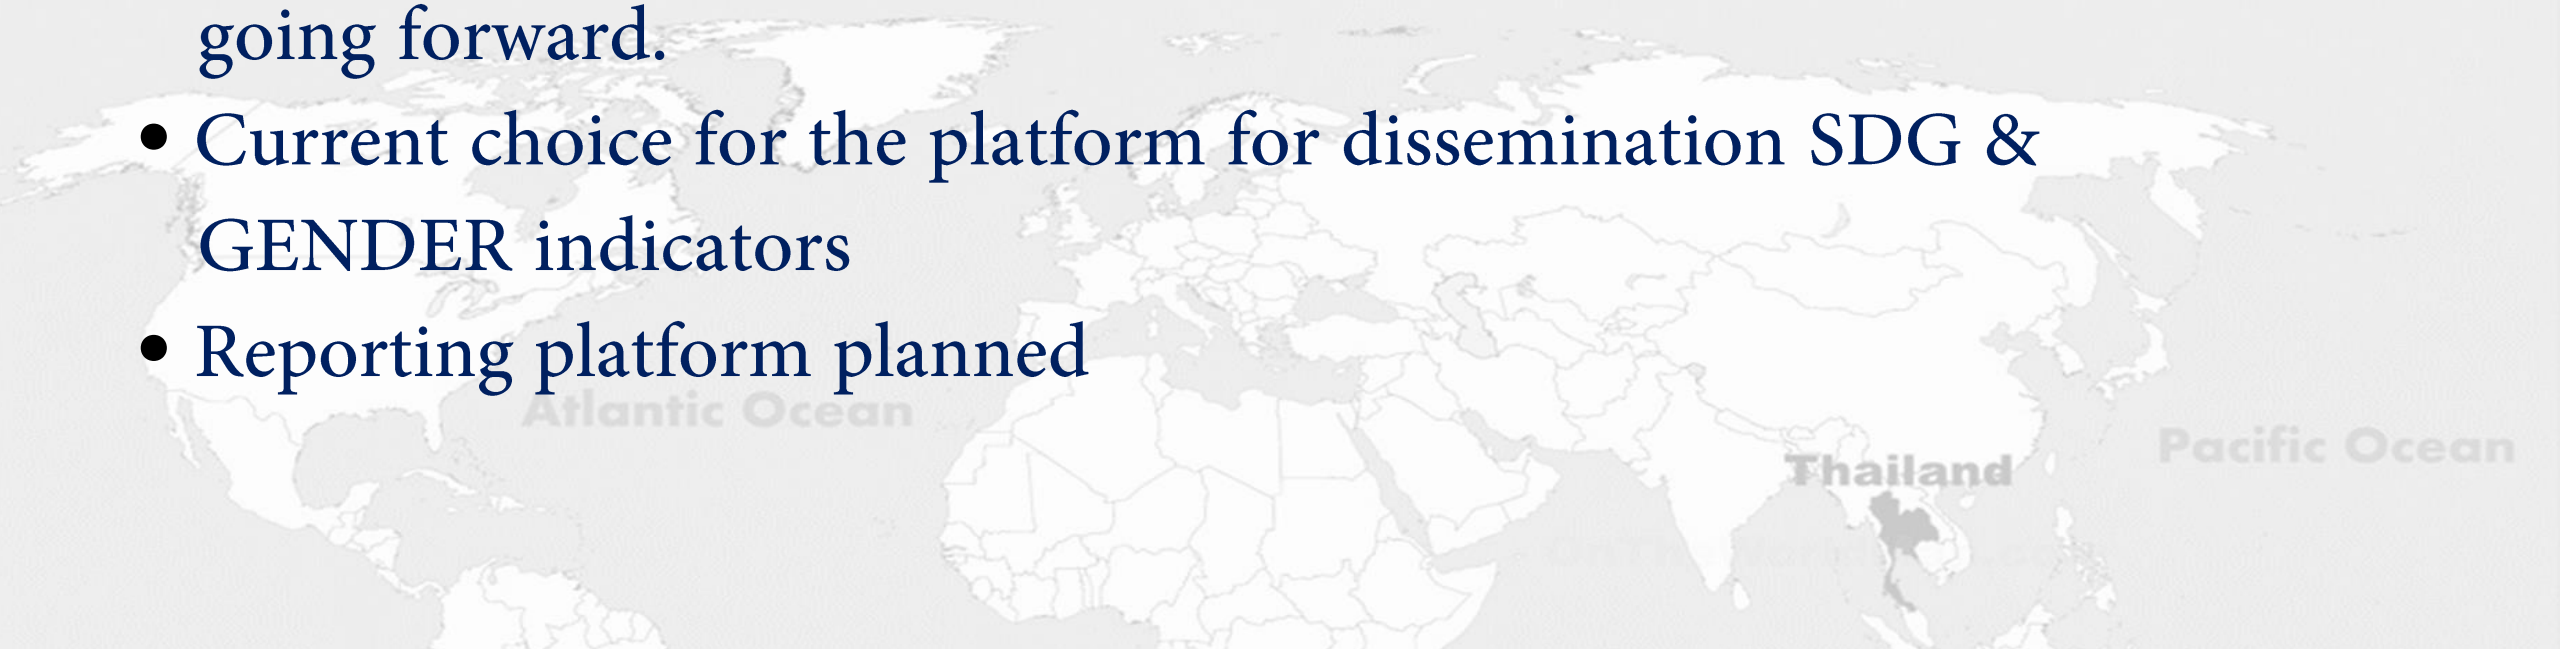 going forward.
• Current choice for the platform for dissemination SDG &
GENDER indicators
• Reporting platform planned
Atlantic Ocean
Pacific Ocean
Thailand